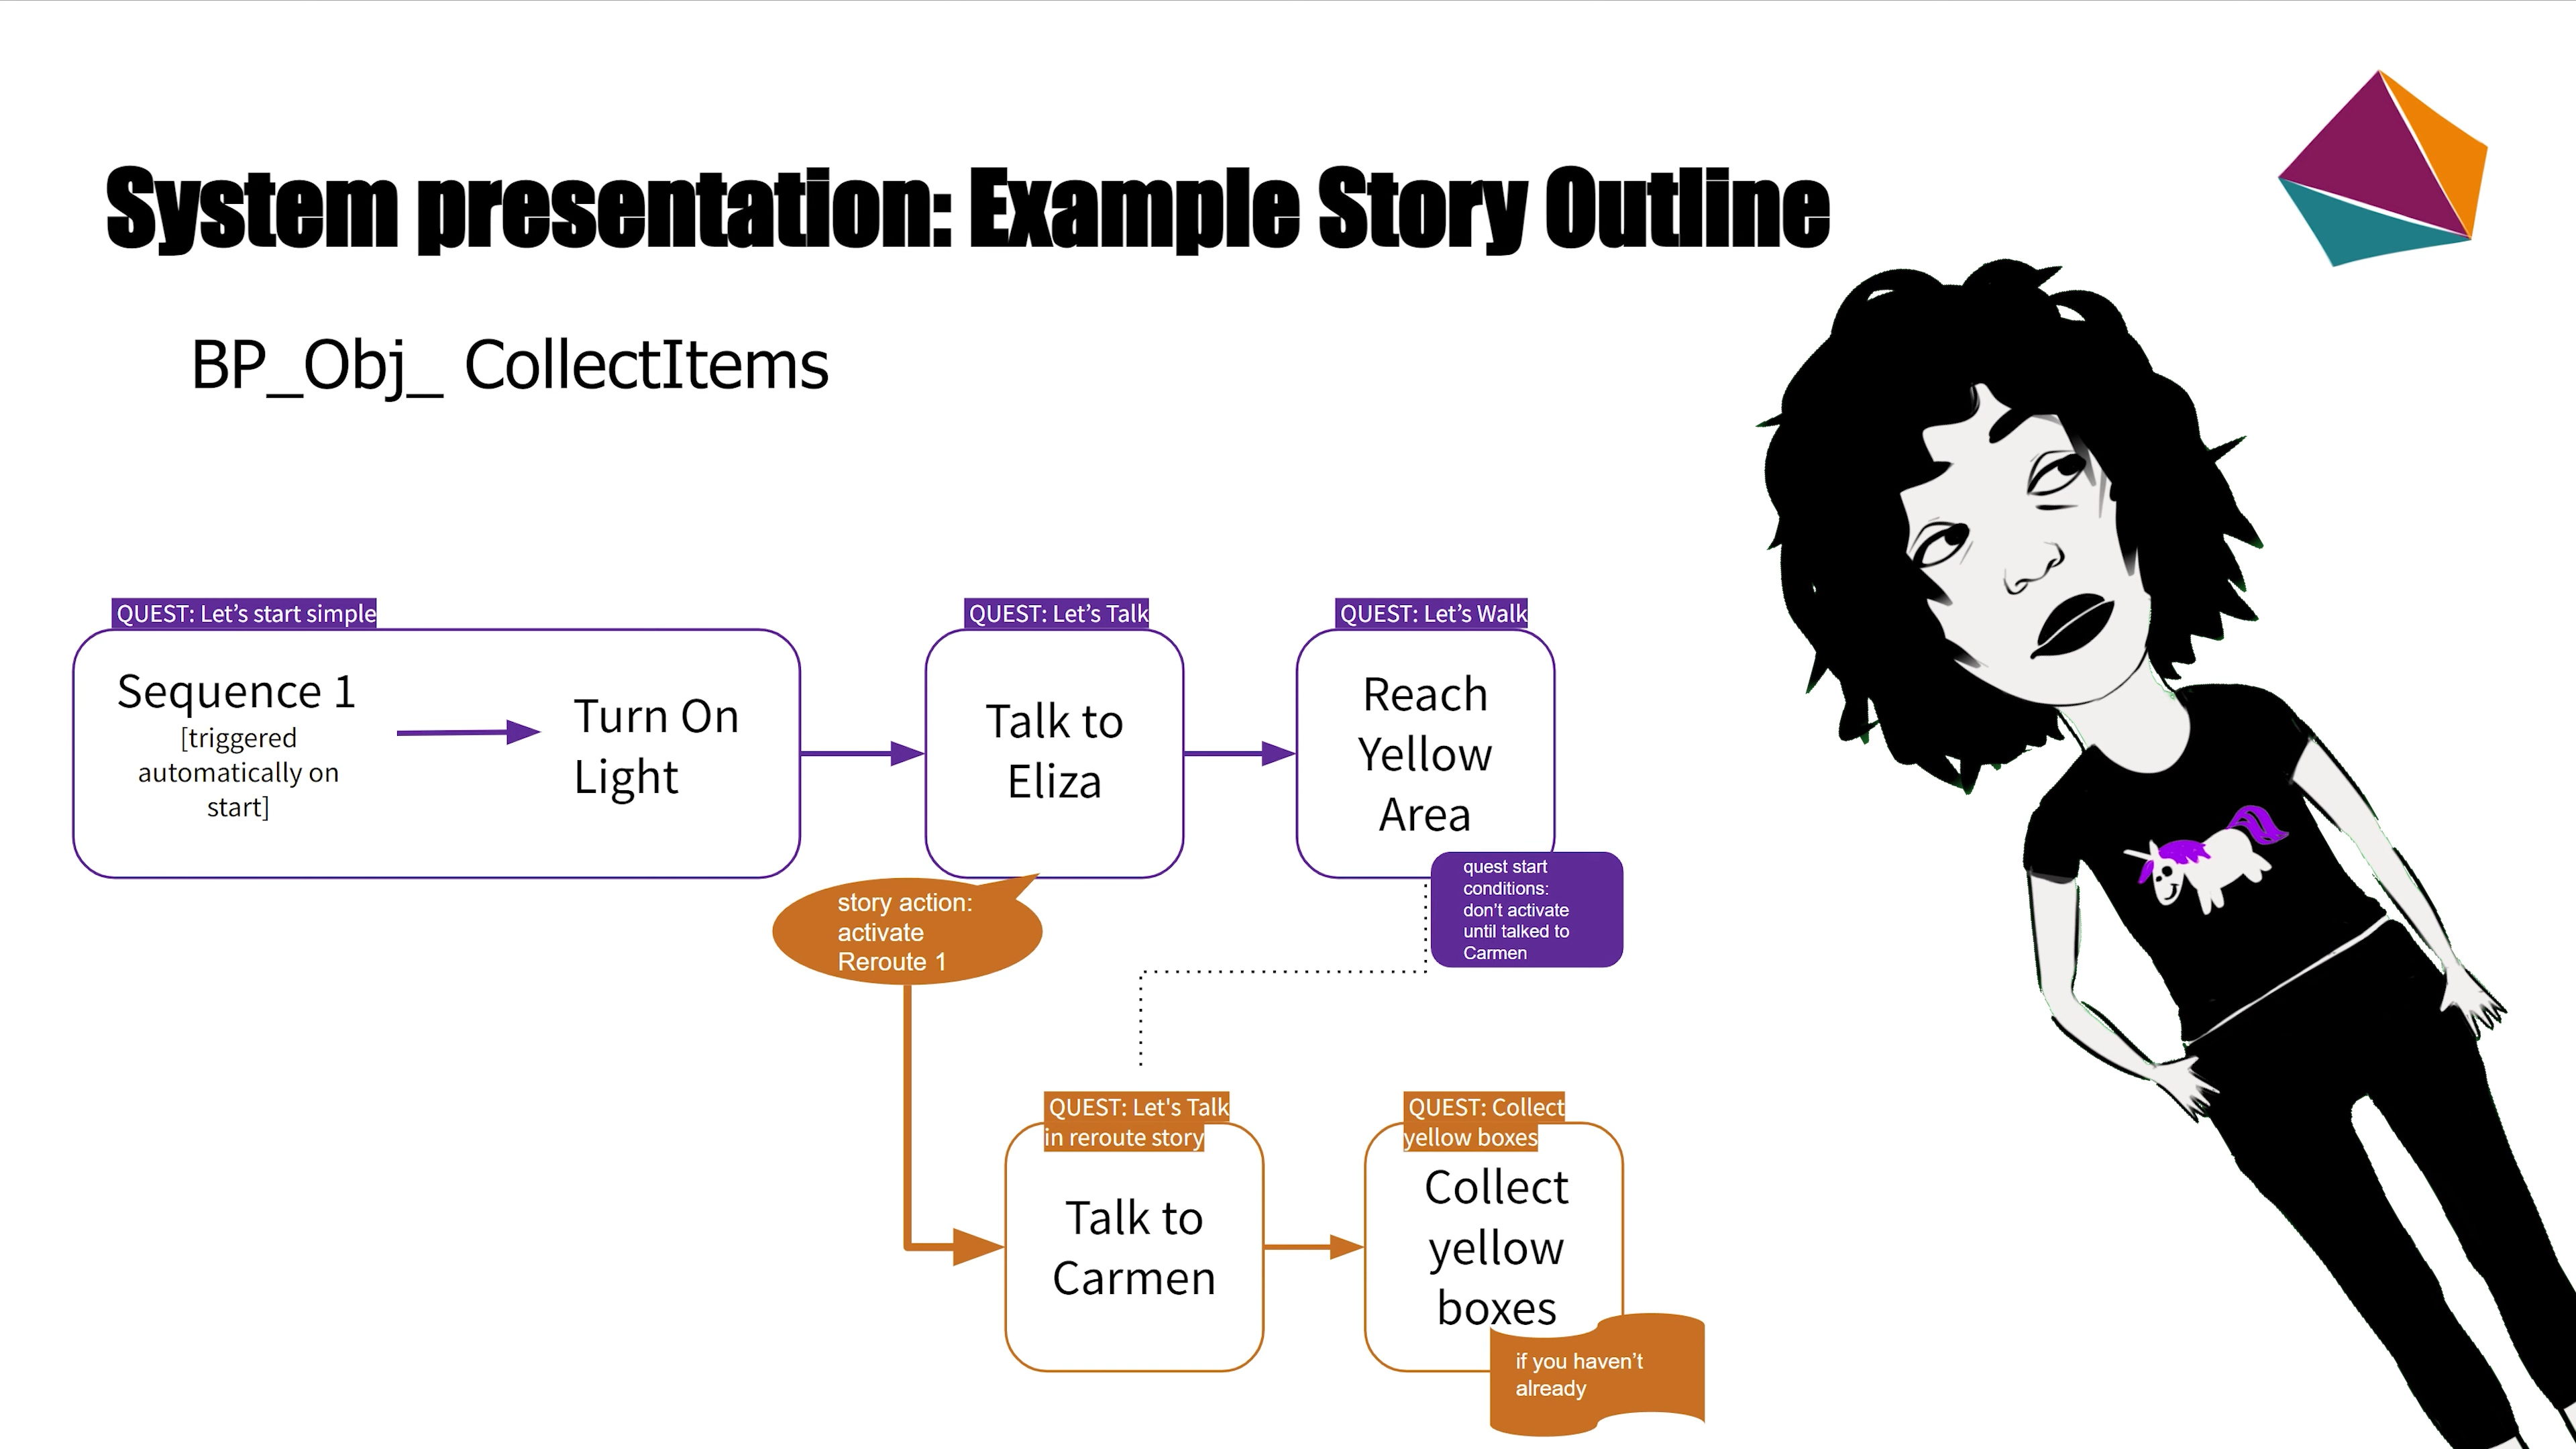 System presentation: Example Story Outline
BP_Obj_ CollectItems
QUEST: Let’s start simple
Sequence 1
[triggered
automatically on
start]
Turn On
Light
QUEST: Let’s Talk
Talk to
Eliza
QUEST: Let’s Walk
Reach
Yellow
Area
quest start
conditions:
don’t activate
until talked to
Carmen
story action:
activate
Reroute 1
QUEST: Let's Talk
in reroute story
Talk to
Carmen
QUEST: Collect
yellow boxes
Collect
yellow
boxes
if you haven’t
already